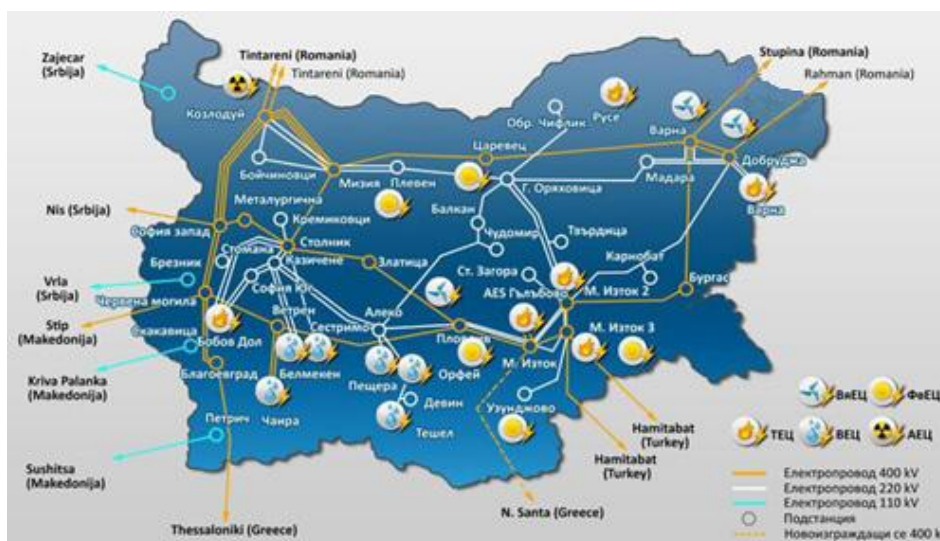 Tintareni (Romania)
Tintareni (Romania)
Stupina (Romania)
Rahman (Romania)
Zajecar
(Srbija)
Козлодуй
Обр. Чифлик
Русе
Варна
Добруджа
Царевец
Бойчиновци
Мизия
Плевен
Г. Оряховица
Мадара
Варна
Металургична
Nis (Srbija)
Кремиковци
Балкан
София запад
Столник
Чудомир
Твърдица
Стомана
Казичене
Златица
Карнобат
Брезник
Ст. Загора
Бургас
Vrla
(Srbija)
София Юг
AES Гълъбово
М. Изток 2
Червена могила
Ветрен
Алеко
Stip
(Makedonija)
Скакавица
Сестримо
Пловдив
М. Изток 3
Бобов Дол
Благоевград
Белмекен
Пещера
Орфей
М. Изток
Kriva Palanka
(Makedonija)
Девин
Узунджово
Петрич
Чаира
Тешел
Hamitabat
(Turkey)
Hamitabat
(Turkey)
Sushitsa
(Makedonija)
Thessaloniki (Greece)
N. Santa (Greece)
ВяЕЦ ФвЕЦ
ТЕЦ ВЕЦ АЕЦ
Електропровод 400 kV
Електропровод 220 kV
Електропровод 110 kV
Подстанция
Новоизграждащи се 400 k